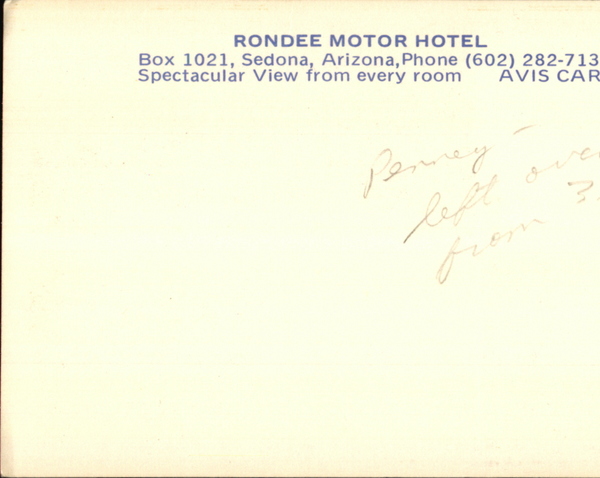 RONDEE MOTOR HOTEL
Box 1021, Sedona, Arizona,Phone (602) 282-713
Spectacular View from every room AVIS CAR
Penney -
left over
from 3